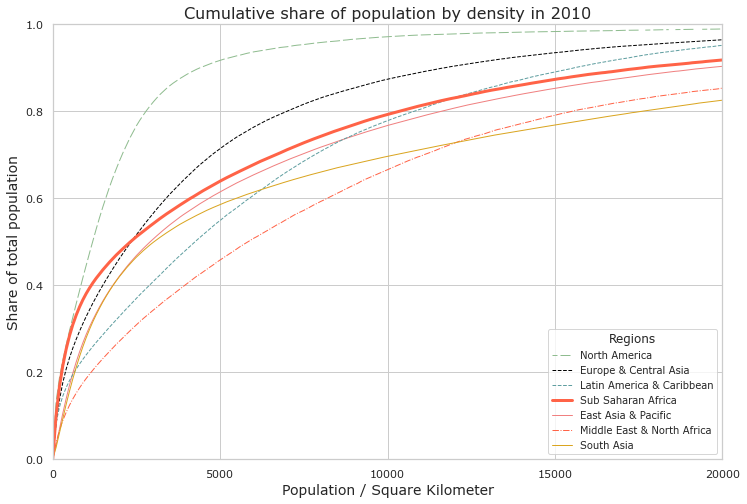 Cumulative share of population by density in 2010
Share of total population
1.0
0.8
0.6
0.4
0.2
0.0
0
5000
10000
15000
20000
Population / Square Kilometer
Regions
North America
Europe & Central Asia
Latin America & Caribbean
Sub Saharan Africa
East Asia & Pacific
Middle East & North Africa
South Asia